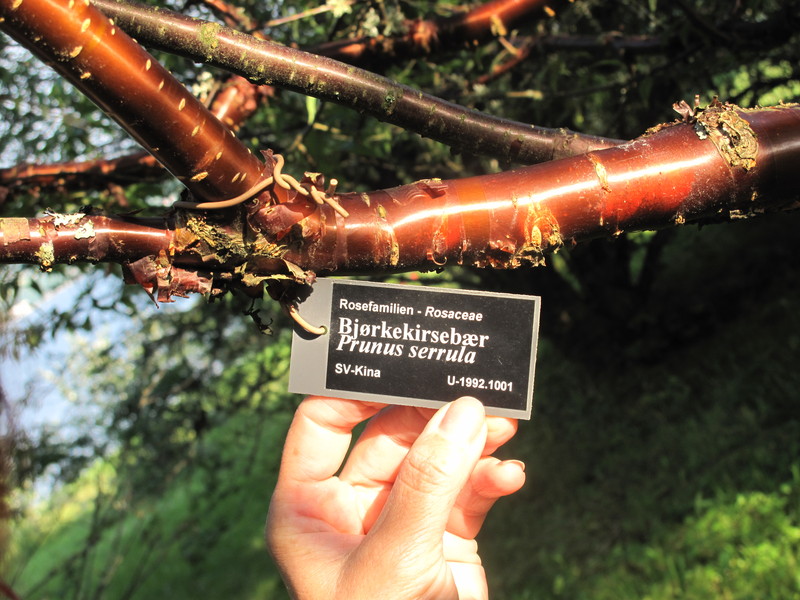 Rosefamilien - Rosaceae
Bjørkekirsebær
Prunus serrula
SV-Kina
U-1992.1001